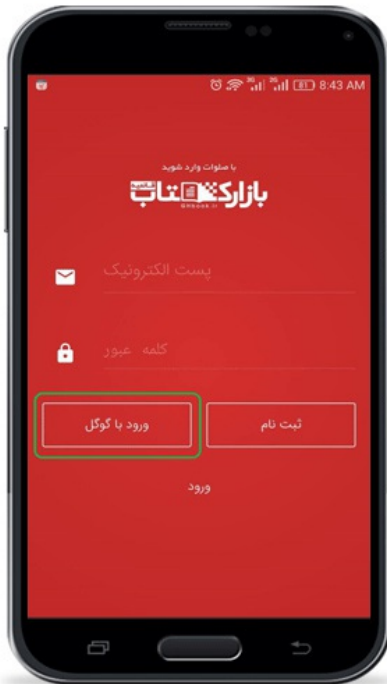 8:43 AM
با صلوات وارد شوید
بازار کتاب
پست الکترونیک
کلمه عبور
ورود با گوگل
ثبت نام
ورود